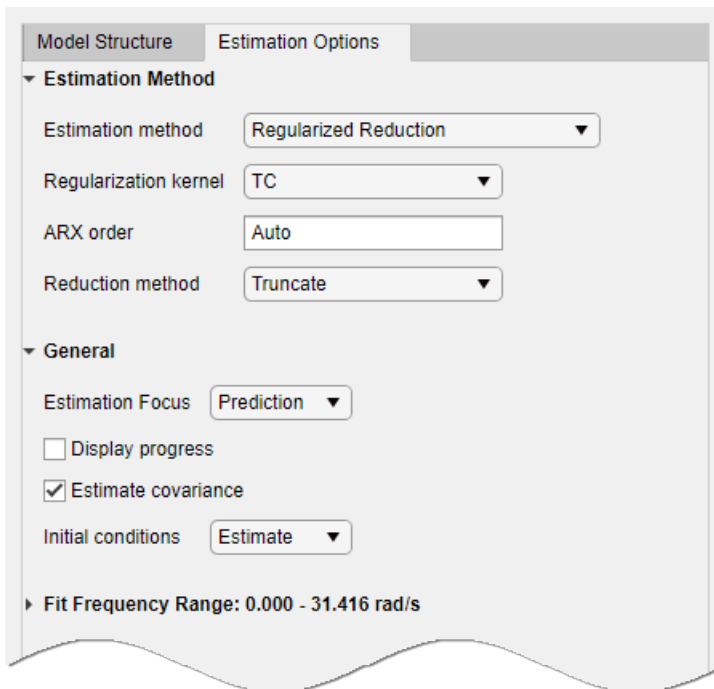 Model Structure Estimation Options
Estimation Method
Estimation method Regularized Reduction
Regularization kernel TC
ARX order Auto
Reduction method Truncate
General
Estimation Focus Prediction
Display progress
Estimate covariance
Initial conditions Estimate
Fit Frequency Range: 0.000 - 31.416 rad/s